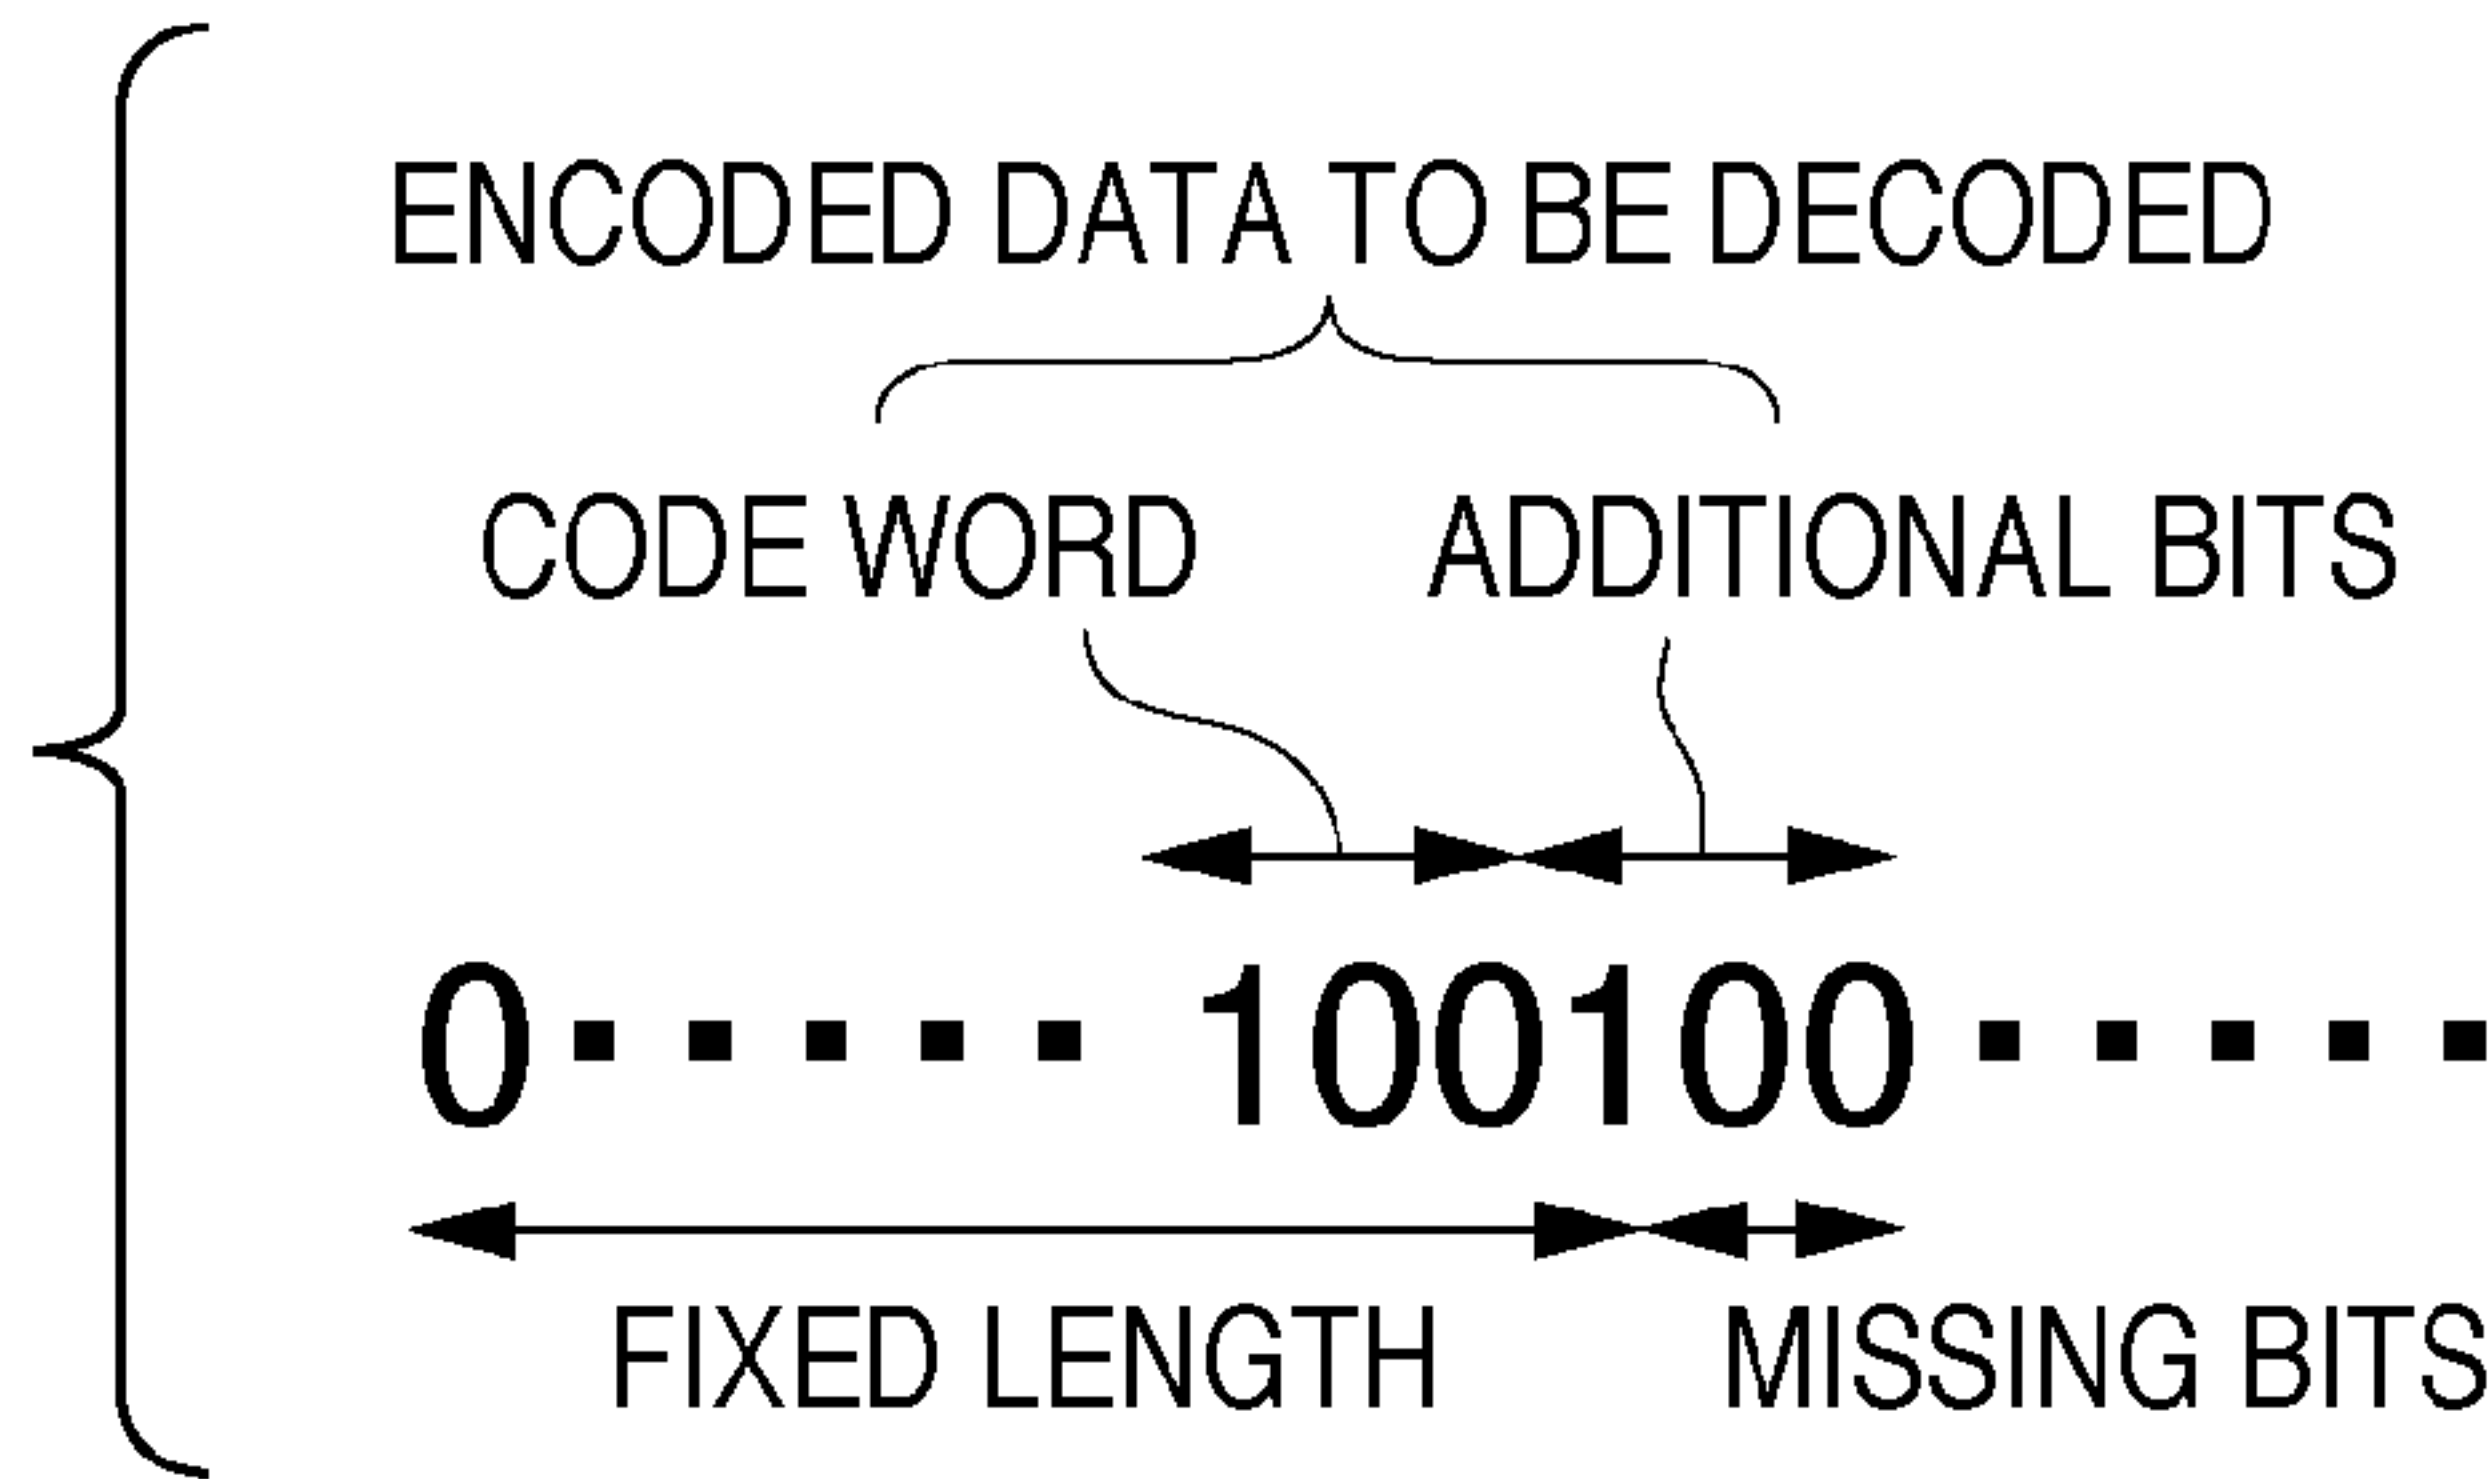 ENCODED DATA TO BE DECODED
CODE WORD ADDITIONAL BITS
0▪▪▪▪▪ 100100▪▪▪▪▪
FIXED LENGTH MISSING BITS